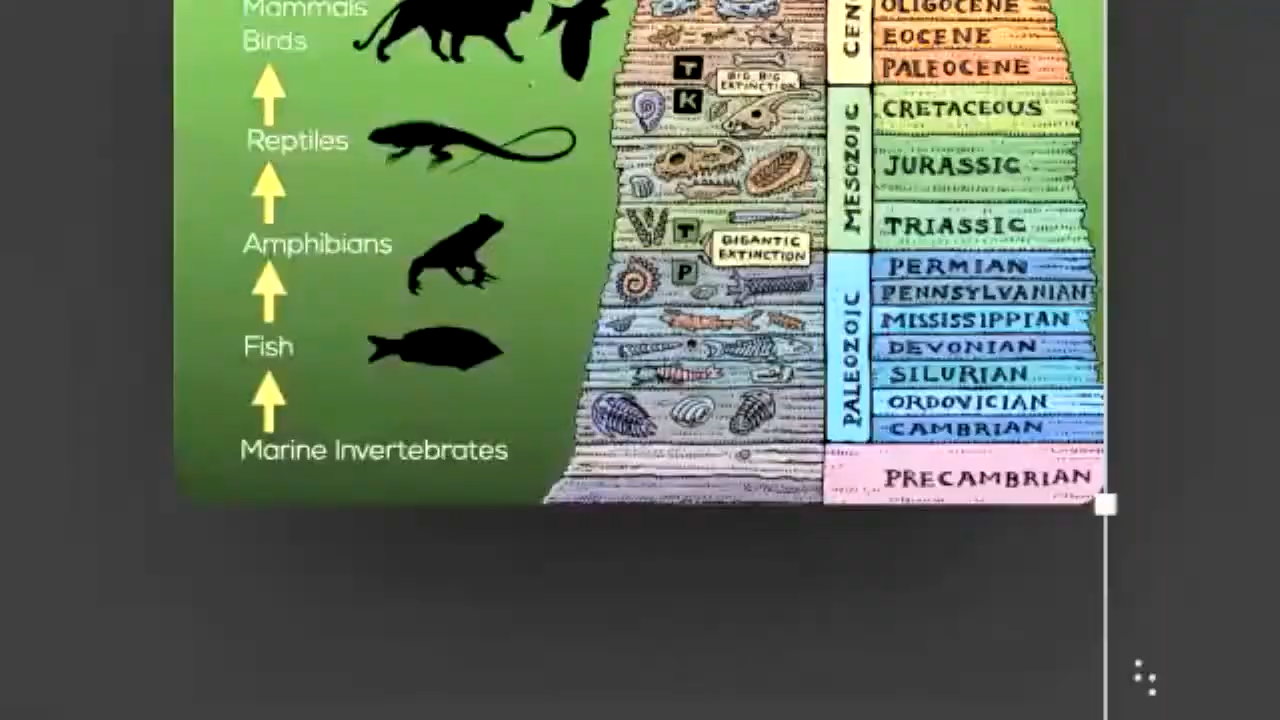 Mammals
Birds
Reptiles
Amphibians
Fish
Marine Invertebrates
T
BIG BIG
EXTINCTION
K
T
GIGANTIC
EXTINCTION
P
CEN
MESOZOIC
PALEOZOIC
OLIGOCENE
EOCENE
PALEOCENE
CRETACEOUS
JURASSIC
TRIASSIC
PERMIAN
PENNSYLVANIAN
MISSISSIPPIAN
DEVONIAN
SILURIAN
ORDOVICIAN
CAMBRIAN
PRECAMBRIAN